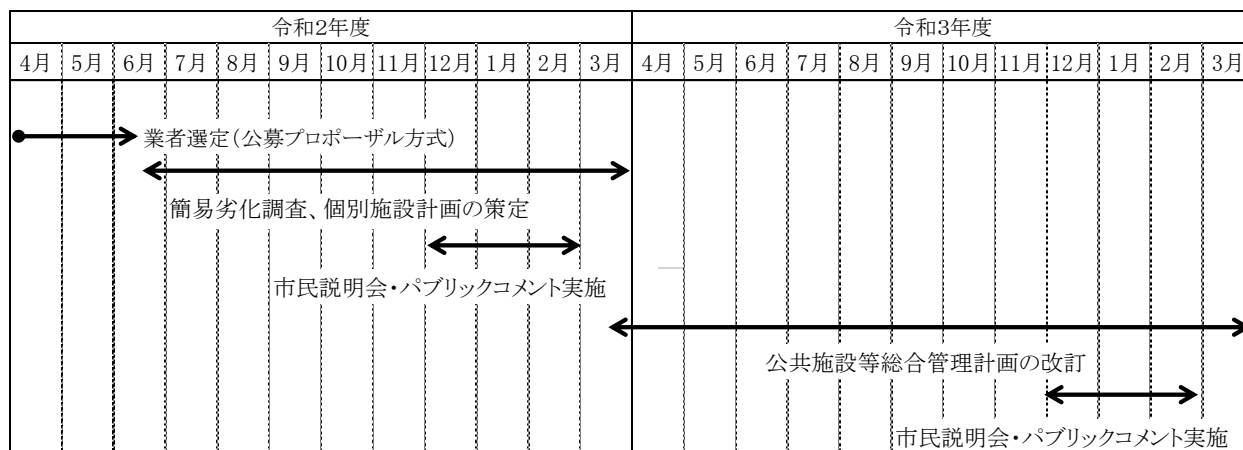 令和2年度 令和3年度
4月 5月 6月 7月 8月 9月 10月 11月 12月 1月 2月 3月 4月 5月 6月 7月 8月 9月 10月 11月 12月 1月 2月 3月
業者選定(公募プロポーザル方式)
簡易劣化調査、個別施設計画の策定
市民説明会・パブリックコメント実施
公共施設等総合管理計画の改訂
市民説明会・パブリックコメント実施